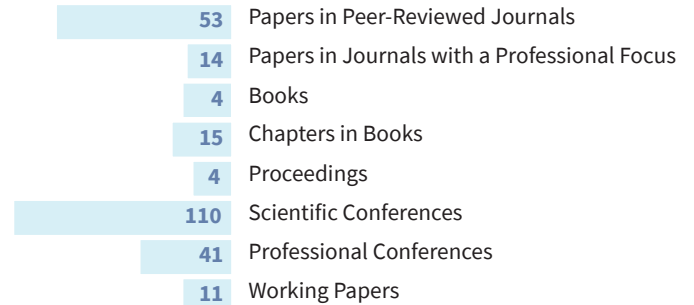 53 Papers in Peer-Reviewed Journals
14 Papers in Journals with a Professional Focus
4 Books
15 Chapters in Books
4 Proceedings
110 Scientific Conferences
41 Professional Conferences
11 Working Papers